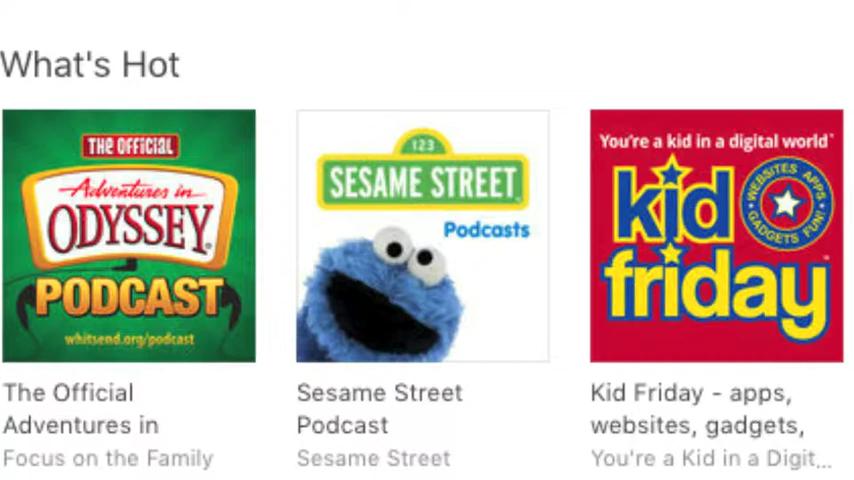 What's Hot
THE OFFICIAL
Adventures in
ODYSSEY
PODCAST
whitsend.org/podcast
123
SESAME STREET
Podcasts
You're a kid in a digital world™
kid
friday™
WEBSITES APPS
GADGETS FUN!
The Official
Adventures in
Focus on the Family
Sesame Street
Podcast
Sesame Street
Kid Friday - apps,
websites, gadgets,
You're a Kid in a Digit...